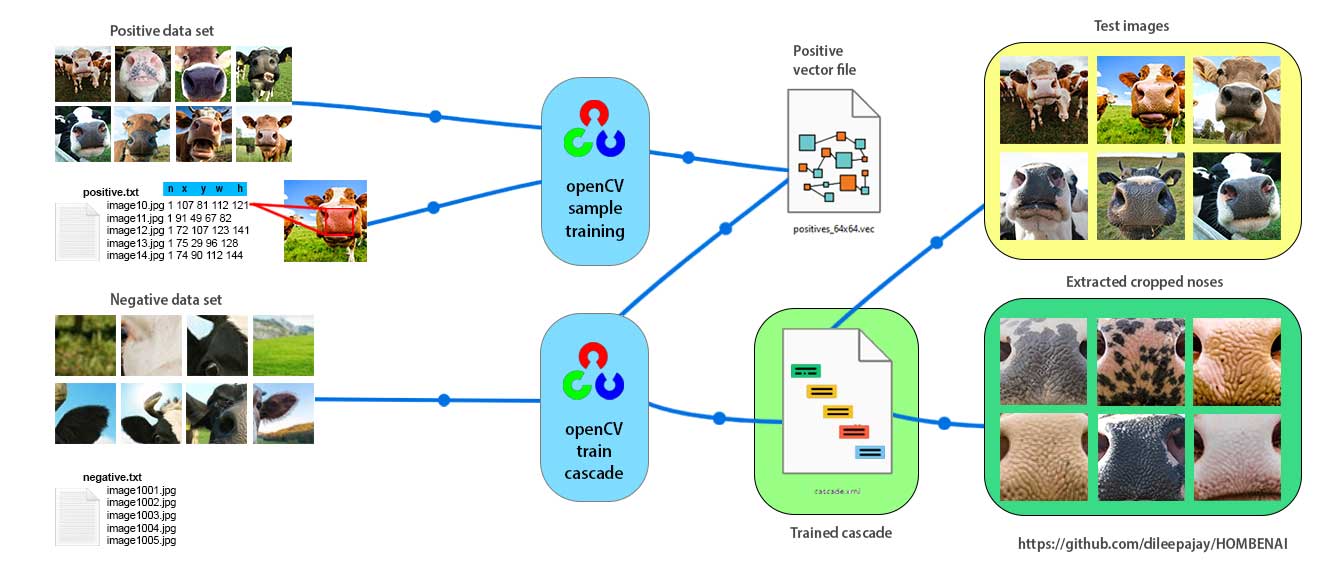 Positive data set
positive.txt
n x y w h
image10.jpg 1 107 81 112 121
image11.jpg 1 91 49 67 82
image12.jpg 1 72 107 123 141
image13.jpg 1 75 29 96 128
image14.jpg 1 74 90 112 144
Negative data set
negative.txt
image1001.jpg
image1002.jpg
image1003.jpg
image1004.jpg
image1005.jpg
openCV
sample
training
openCV
train
cascade
Positive
vector file
positives_64x64.vec
cascade.xml
Trained cascade
Test images
Extracted cropped noses
https://github.com/dileepajay/HOMBENAI